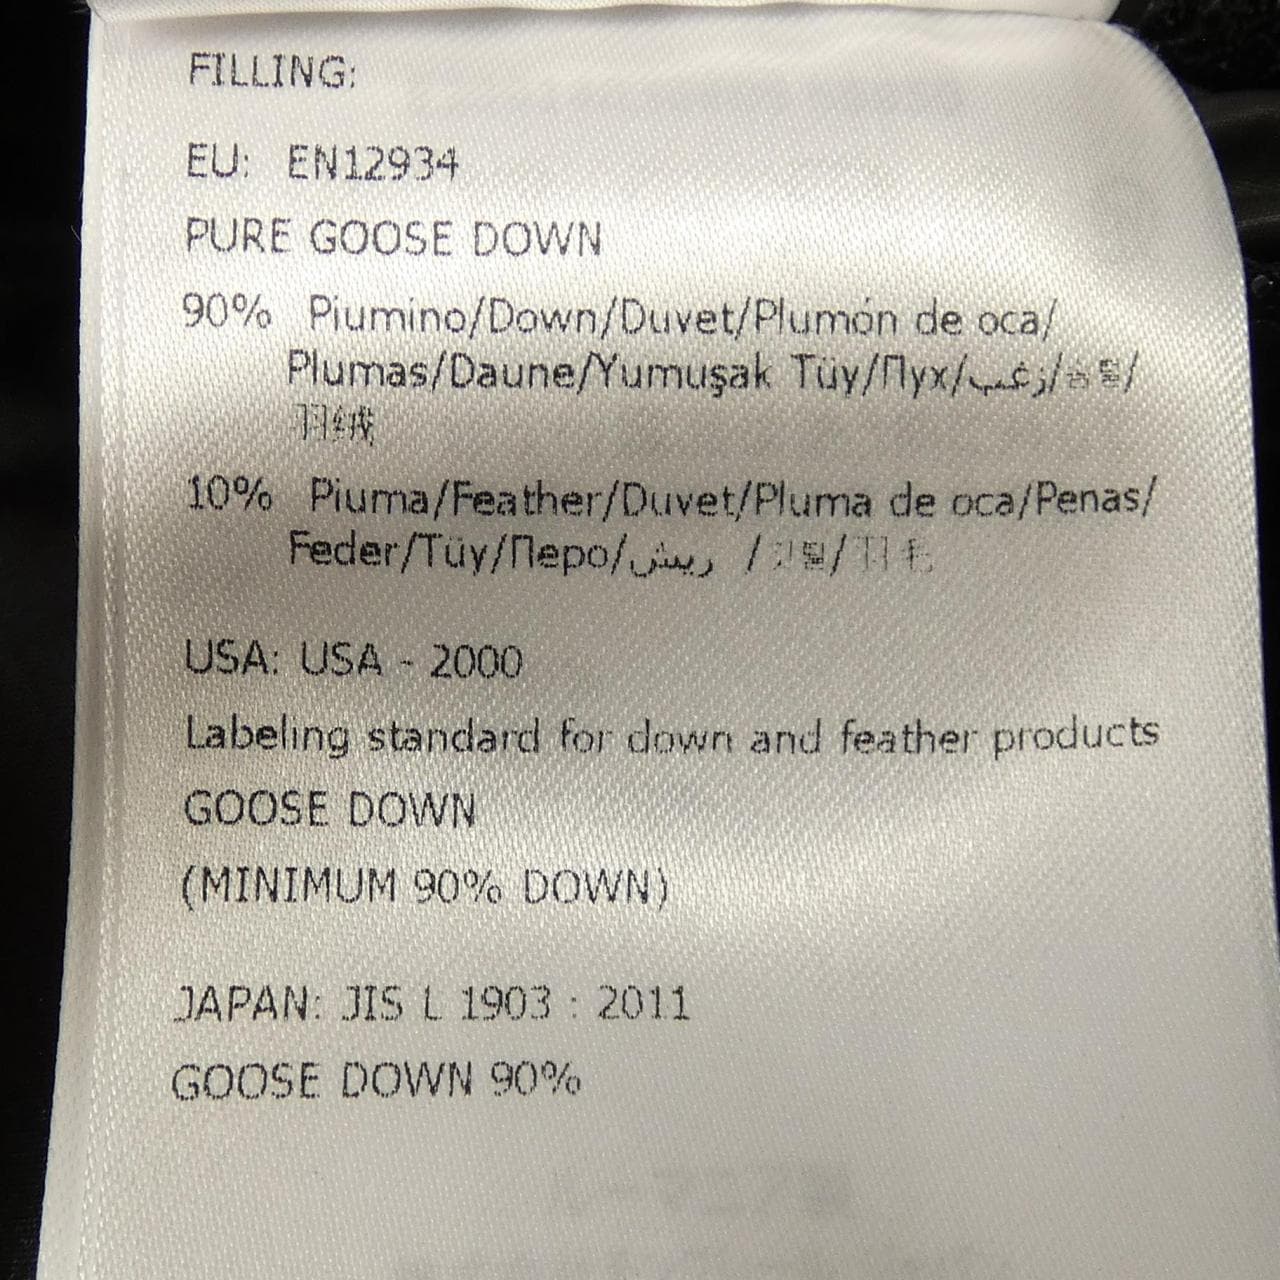 FILLING:
EU: EN12934
PURE GOOSE DOWN
90% Piumino/Down/Duvet/Plumón de oca/
Plumas/Daune/Yumuşak Tüy/Пух/زغب/솜털/
羽绒
10% Piuma/Feather/Duvet/Pluma de oca/Penas/
Feder/Tüy/Перо/ريش /깃털/羽毛
USA: USA - 2000
Labeling standard for down and feather products
GOOSE DOWN
(MINIMUM 90% DOWN)
JAPAN: JIS L 1903 : 2011
GOOSE DOWN 90%